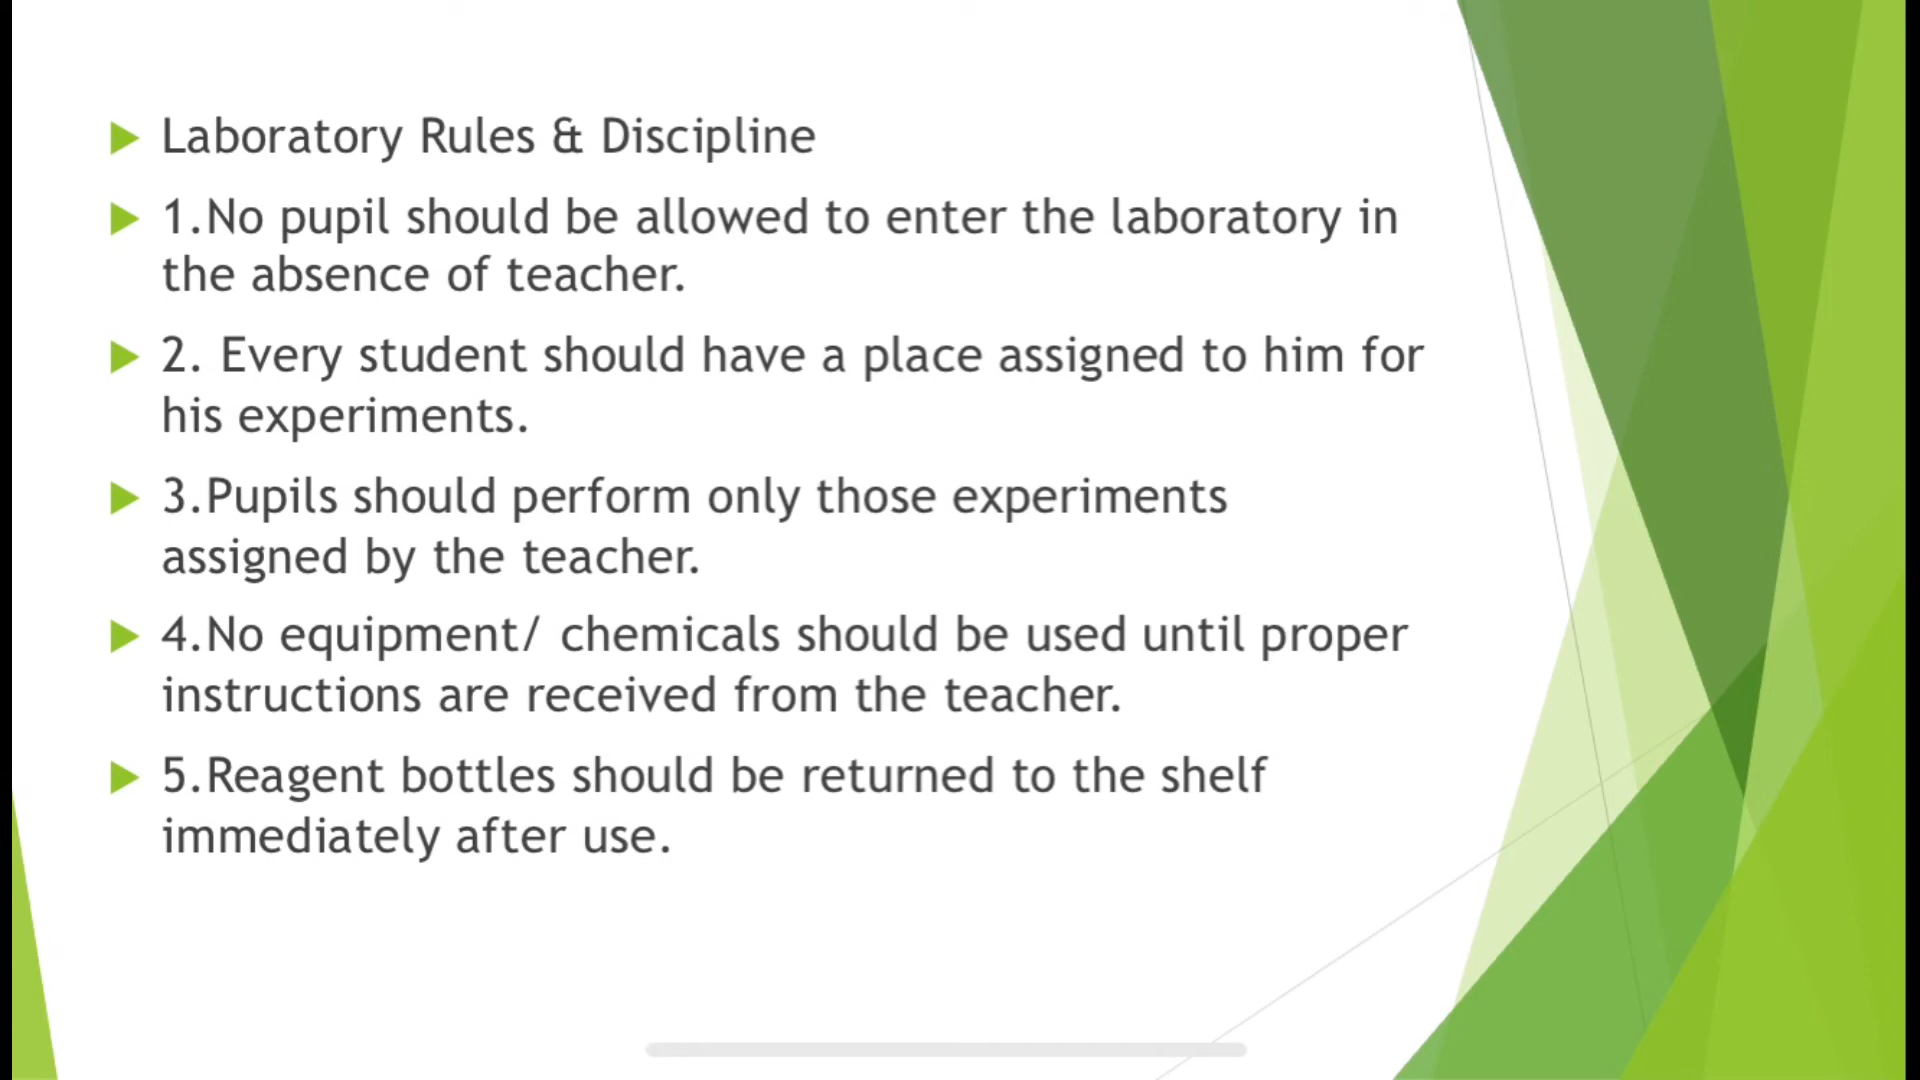 Laboratory Rules & Discipline
1.No pupil should be allowed to enter the laboratory in
the absence of teacher.
2. Every student should have a place assigned to him for
his experiments.
3.Pupils should perform only those experiments
assigned by the teacher.
4.No equipment/ chemicals should be used until proper
instructions are received from the teacher.
5.Reagent bottles should be returned to the shelf
immediately after use.